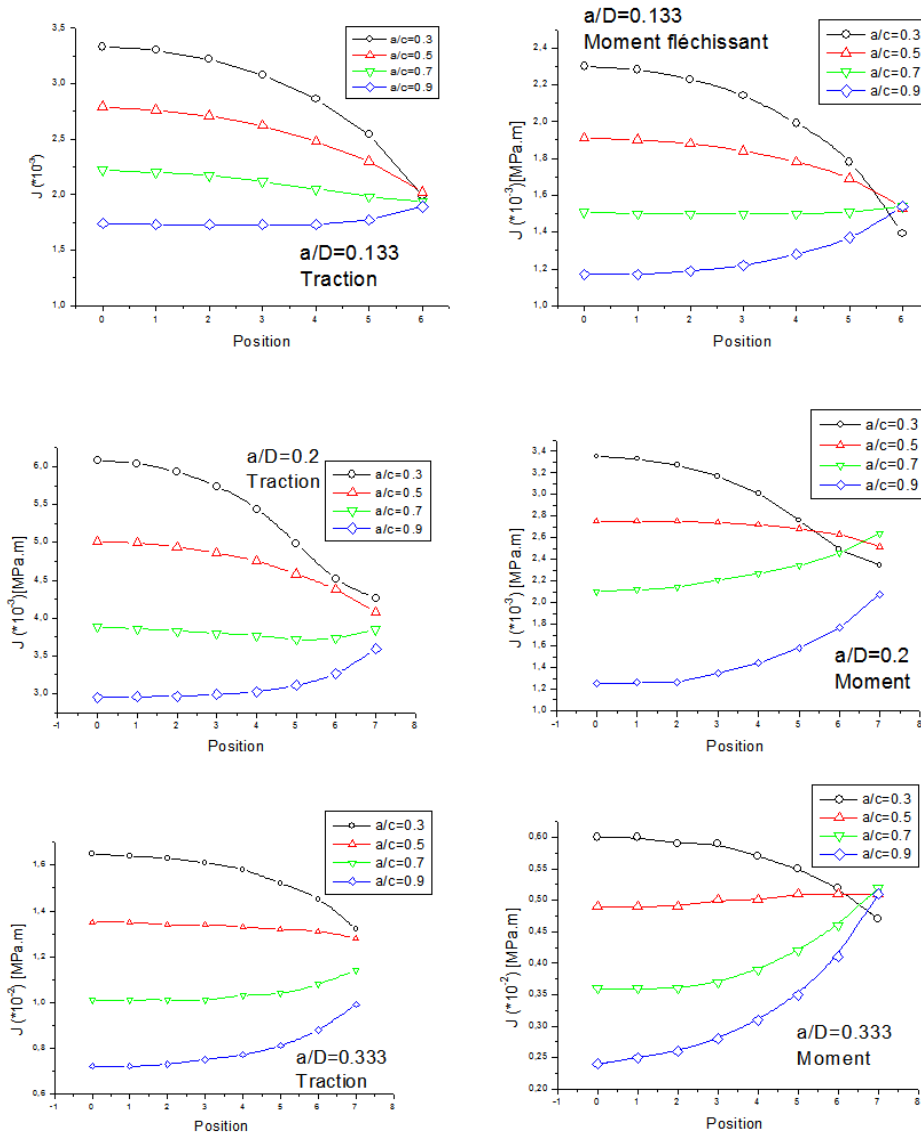 3,5
3,0
2,5
2,0
1,5
1,0
J (*10⁻³)
0 1 2 3 4 5 6
Position
a/c=0.3
a/c=0.5
a/c=0.7
a/c=0.9
a/D=0.133
Traction
a/D=0.133
Moment fléchissant
2,4
2,2
2,0
1,8
1,6
1,4
1,2
1,0
J (*10⁻³)[MPa.m]
0 1 2 3 4 5 6
Position
a/c=0.3
a/c=0.5
a/c=0.7
a/c=0.9
a/D=0.2
Traction
6,0
5,0
4,5
4,0
3,5
3,0
J (*10⁻³)[MPa.m]
-1 0 1 2 3 4 5 6 7 8
Position
a/c=0.3
a/c=0.5
a/c=0.7
a/c=0.9
3,4
3,2
3,0
2,8
2,6
2,4
2,2
2,0
1,8
1,6
1,4
1,2
1,0
J (*10⁻³) [MPa.m]
-1 0 1 2 3 4 5 6 7 8
Position
a/c=0.3
a/c=0.5
a/c=0.7
a/c=0.9
a/D=0.2
Moment
1,6
1,4
1,2
1,0
0,8
0,6
J (*10⁻²) [MPa.m]
-1 0 1 2 3 4 5 6 7 8
Position
a/c=0.3
a/c=0.5
a/c=0.7
a/c=0.9
a/D=0.333
Traction
0,60
0,55
0,50
0,45
0,40
0,35
0,30
0,25
0,20
J (*10⁻²) [MPa.m]
-1 0 1 2 3 4 5 6 7 8
Position
a/c=0.3
a/c=0.5
a/c=0.7
a/c=0.9
a/D=0.333
Moment